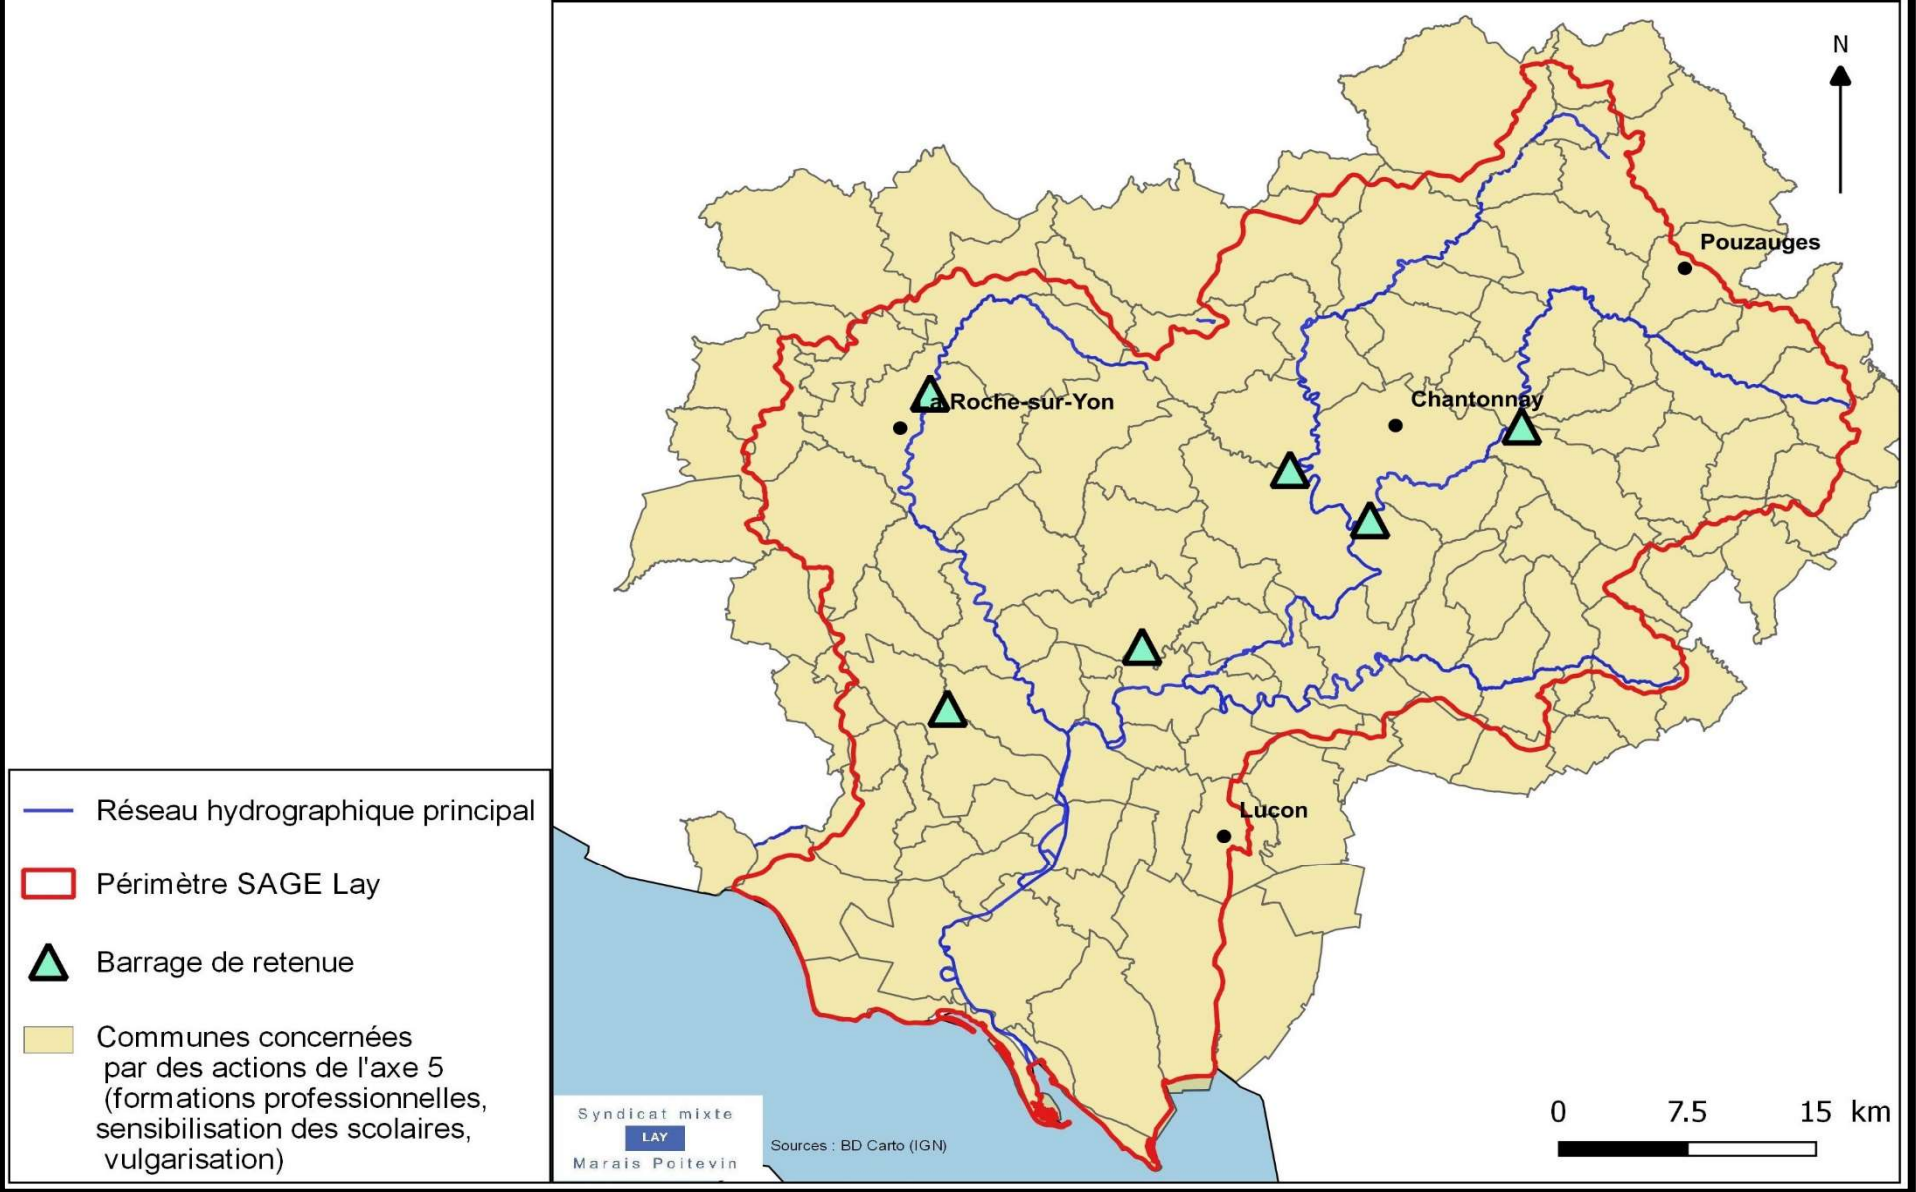 N
Pouzauges
Chantonnay
a Roche-sur-Yon
Lucon
Réseau hydrographique principal
Périmètre SAGE Lay
Barrage de retenue
Communes concernées
par des actions de l'axe 5
(formations professionnelles,
sensibilisation des scolaires,
vulgarisation)
Syndicat mixte
LAY
Marais Poitevin
Sources : BD Carto (IGN)
0 7.5 15 km